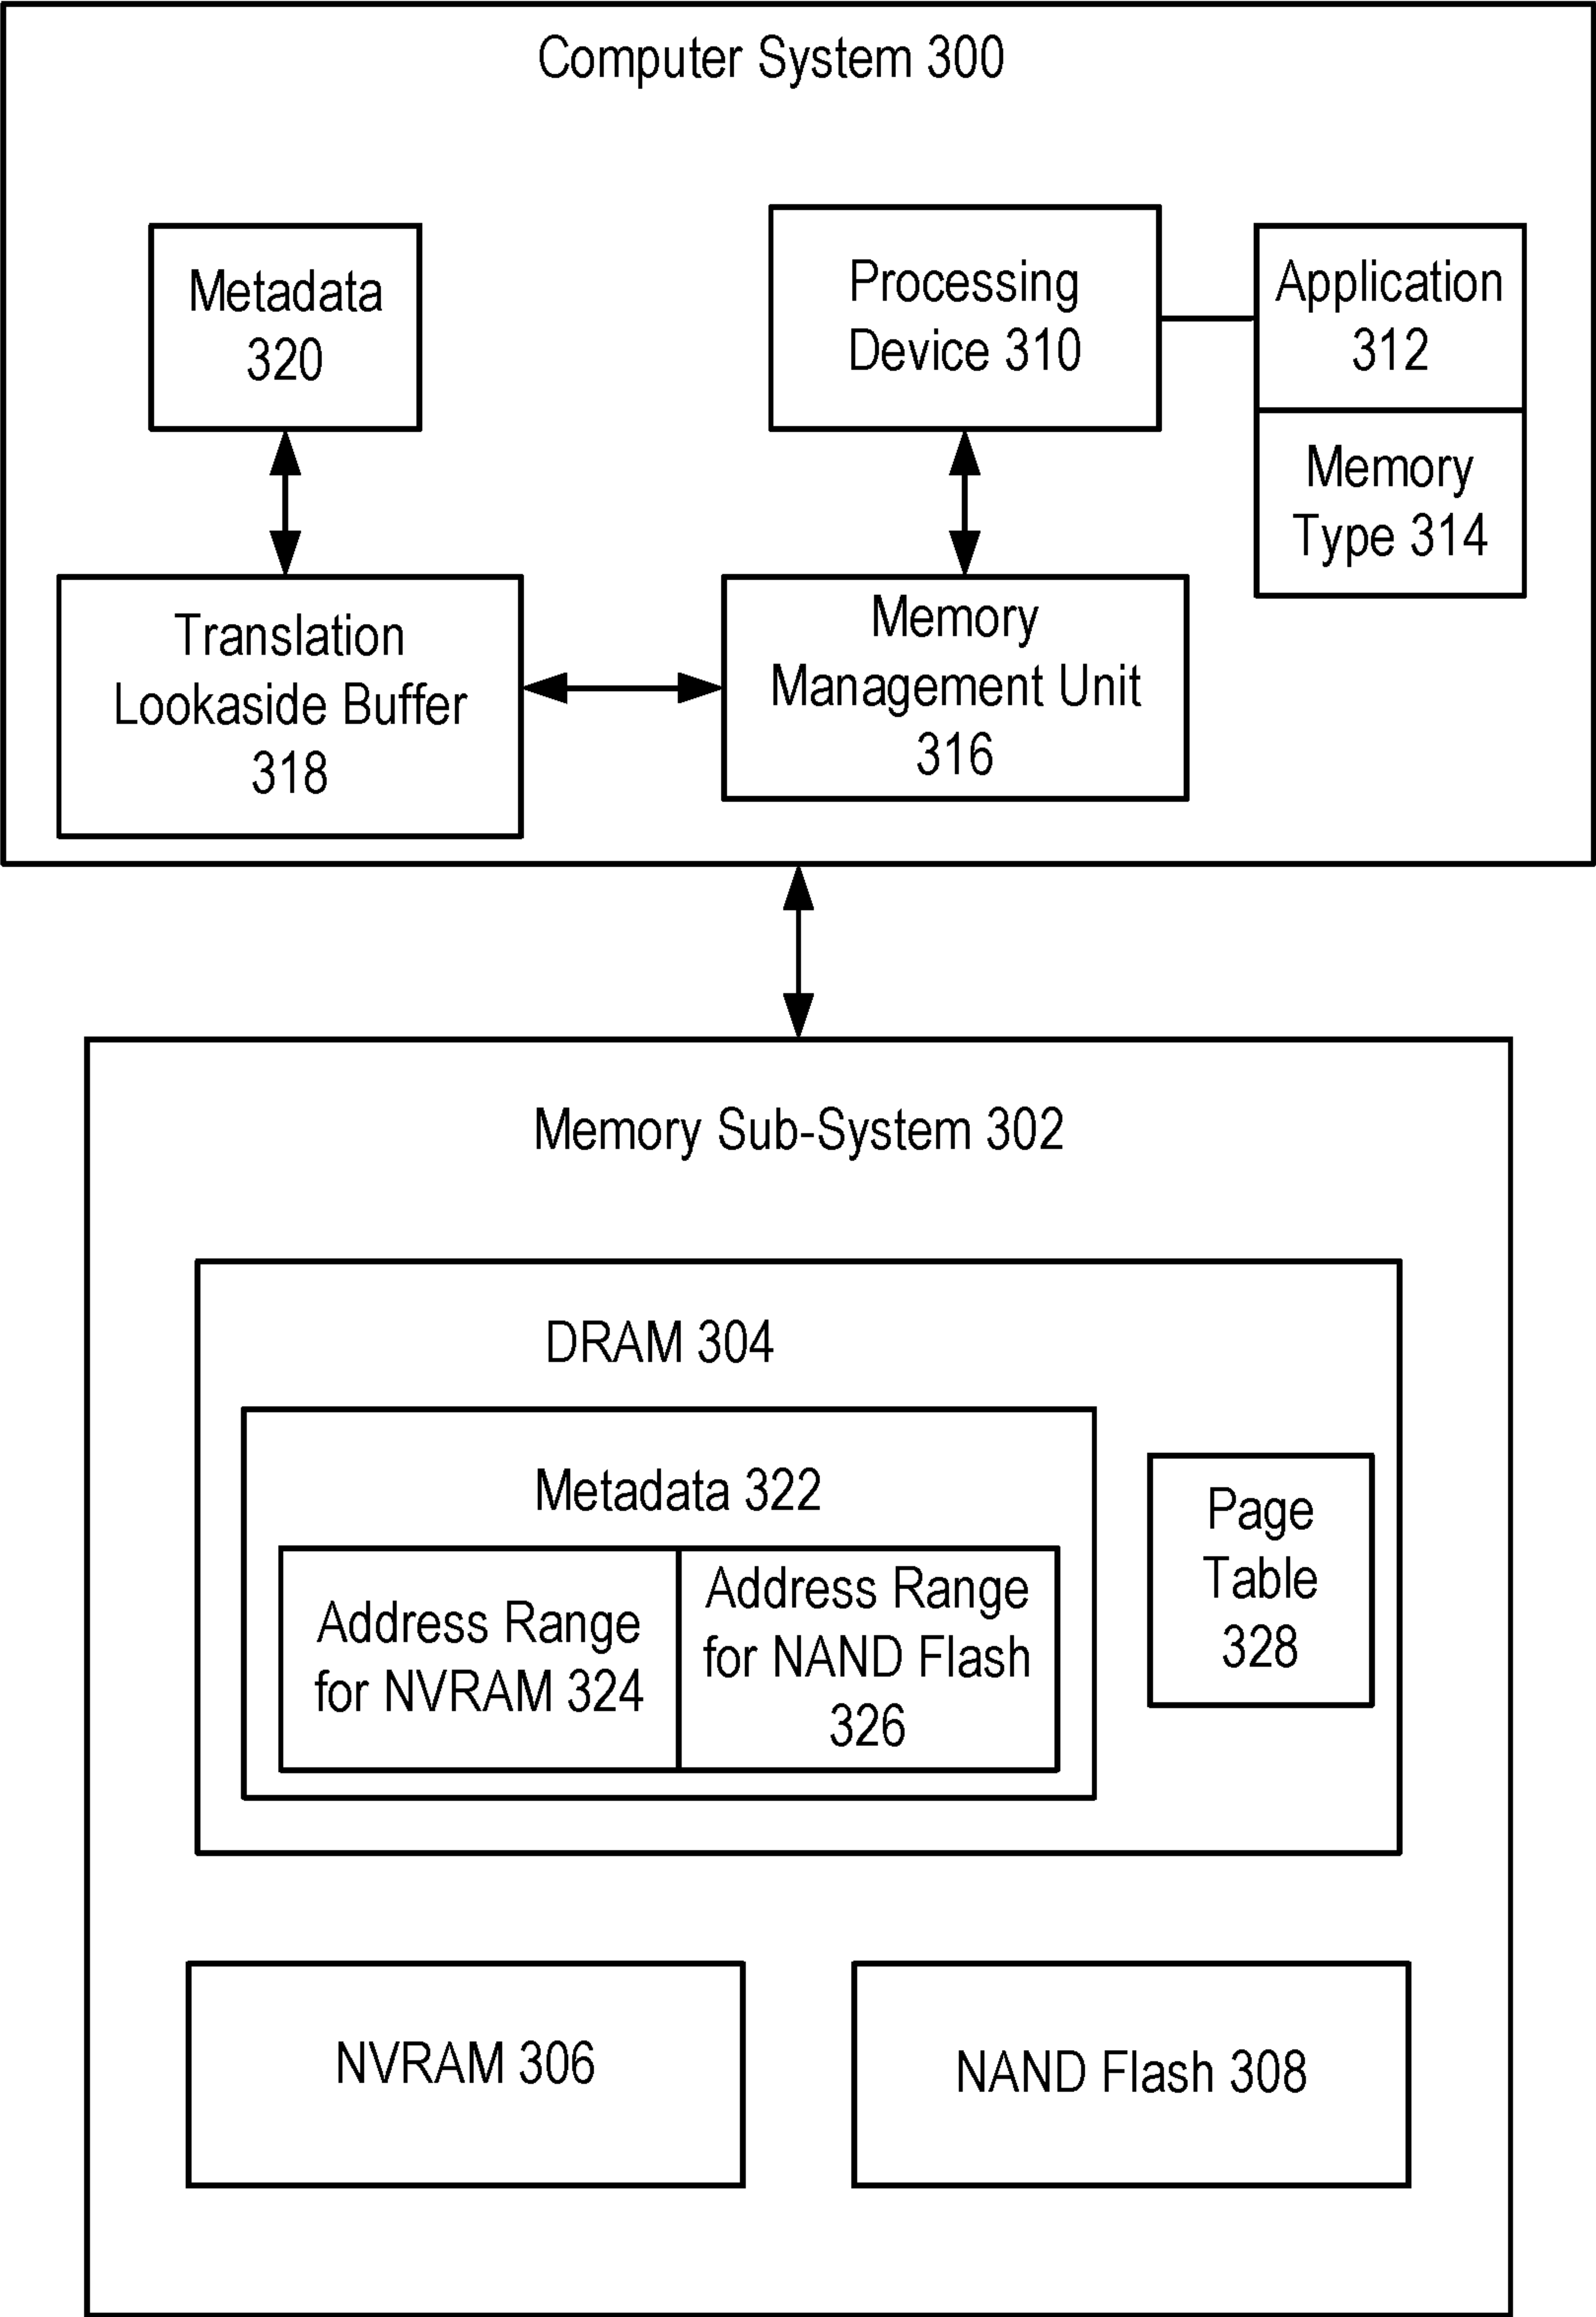 Computer System 300
Metadata
320
Processing
Device 310
Application
312
Memory
Type 314
Translation
Lookaside Buffer
318
Memory
Management Unit
316
Memory Sub-System 302
DRAM 304
Metadata 322
Address Range
for NVRAM 324
Address Range
for NAND Flash
326
Page
Table
328
NVRAM 306
NAND Flash 308